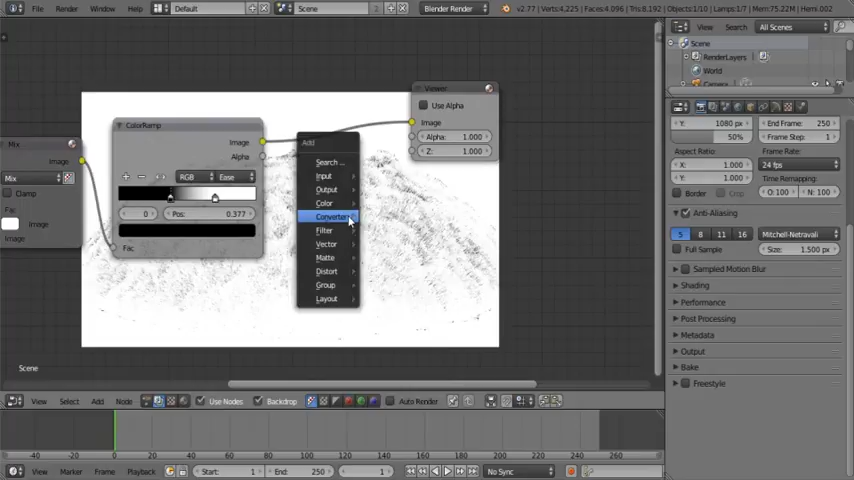 File Render Window Help Default Scene Blender Render v2.77 | Verts:4,225 | Faces:4,096 | Tris:8,192 | Objects:1/10 | Lamps:1/7 | Mem:75.22M | Hemi.002
View Search All Scenes
Scene
RenderLayers
World
Camera
Viewer
Use Alpha
Image
Alpha: 1.000
Z: 1.000
ColorRamp
Image
Alpha
RGB Ease
0 Pos: 0.377
Fac
Mix
Image
Mix
Clamp
Fac:
Image
Image
Add
Search ...
Input
Output
Color
Converter
Filter
Vector
Matte
Distort
Group
Layout
Scene
Y: 1080 px
50%
Aspect Ratio:
X: 1.000
Y: 1.000
Border Crop
End Frame: 250
Frame Step: 1
Frame Rate:
24 fps
Time Remapping:
O: 100 N: 100
Anti-Aliasing
5 8 11 16 Mitchell-Netravali
Full Sample Size: 1.500 px
Sampled Motion Blur
Shading
Performance
Post Processing
Metadata
Output
Bake
Freestyle
View Select Add Node Use Nodes Backdrop Auto Render
-40 -20 0 20 40 60 80 100 120 140 160 180 200 220 240 260 280
View Marker Frame Playback Start: 1 End: 250 1 No Sync